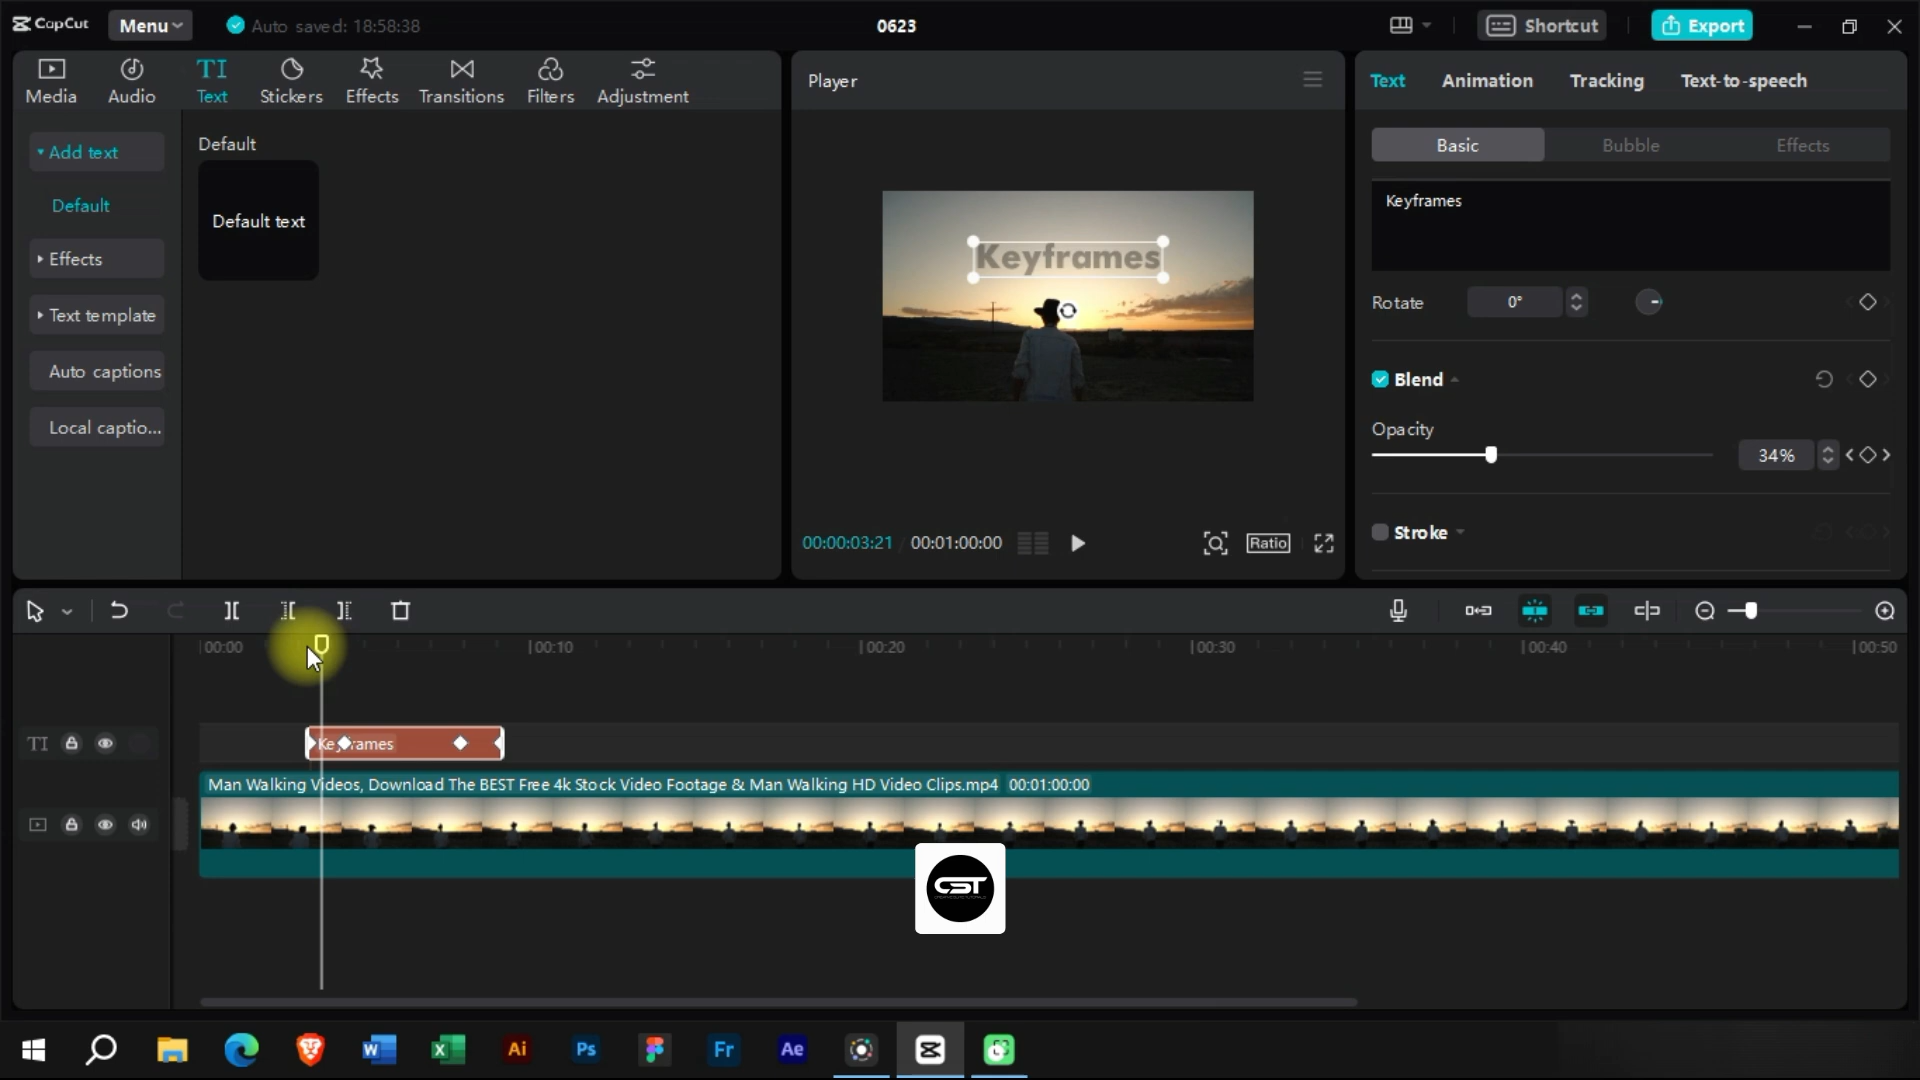 CapCut
Menu
Auto saved: 18:58:38
0623
Shortcut
Export
Media
Audio
TI
Text
Stickers
Effects
Transitions
Filters
Adjustment
Player
Text
Animation
Tracking
Text-to-speech
Add text
Default
Effects
Text template
Auto captions
Local captio...
Default
Default text
Keyframes
Basic
Bubble
Effects
Keyframes
Rotate
0°
Blend
Opacity
34%
Stroke
00:00:03:21 / 00:01:00:00
Ratio
00:00
00:10
00:20
00:30
00:40
00:50
TI
Keyframes
Man Walking Videos, Download The BEST Free 4k Stock Video Footage & Man Walking HD Video Clips.mp4 00:01:00:00
CST
W
X
Ai
Ps
Fr
Ae